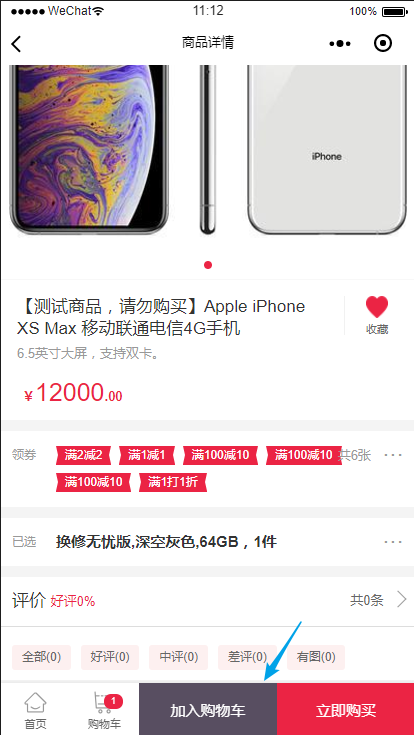 WeChat 11:12 100%
商品详情
iPhone
【测试商品，请勿购买】Apple iPhone
XS Max 移动联通电信4G手机
收藏
6.5英寸大屏，支持双卡。
¥12000.00
领券 满2减2 满1减1 满100减10 满100减10 共6张
满100减10 满1打1折
已选 换修无忧版,深空灰色,64GB，1件
评价 好评0% 共0条
全部(0) 好评(0) 中评(0) 差评(0) 有图(0)
1
首页 购物车 加入购物车 立即购买